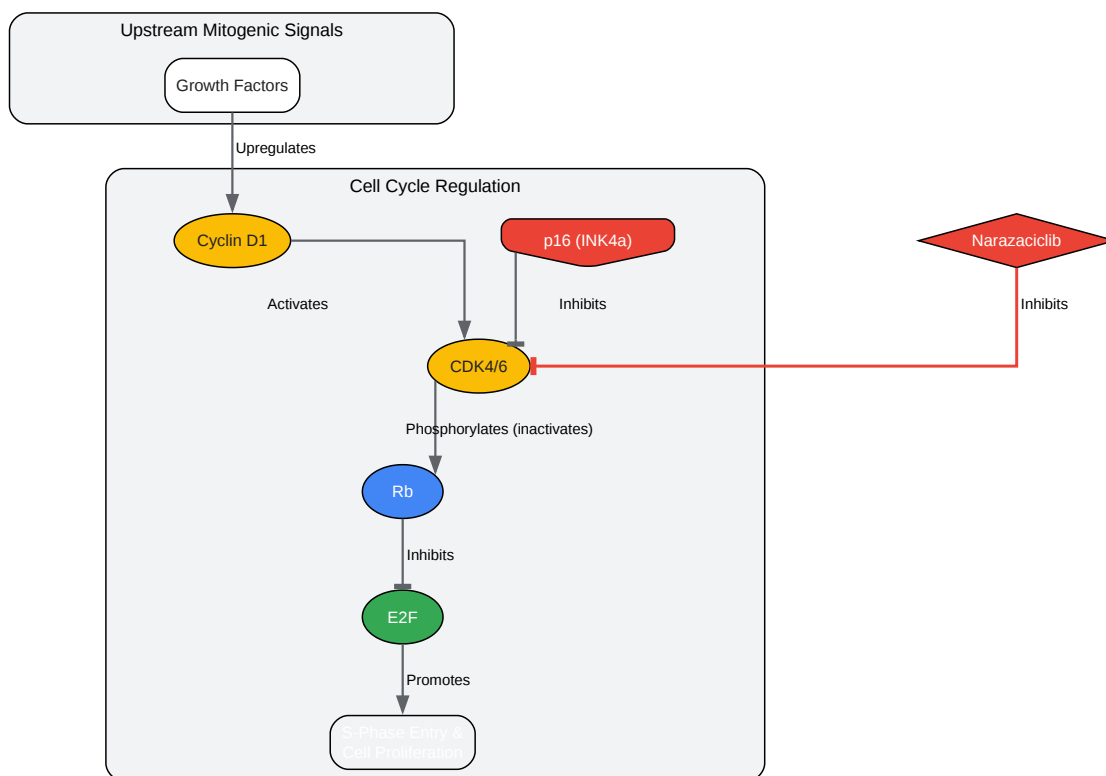 Upstream Mitogenic Signals
Growth Factors
Upregulates
Cell Cycle Regulation
Cyclin D1
p16 (INK4a)
Narazaciclib
Activates
Inhibits
Inhibits
CDK4/6
Phosphorylates (inactivates)
Rb
Inhibits
E2F
Promotes
S-Phase Entry &
Cell Proliferation